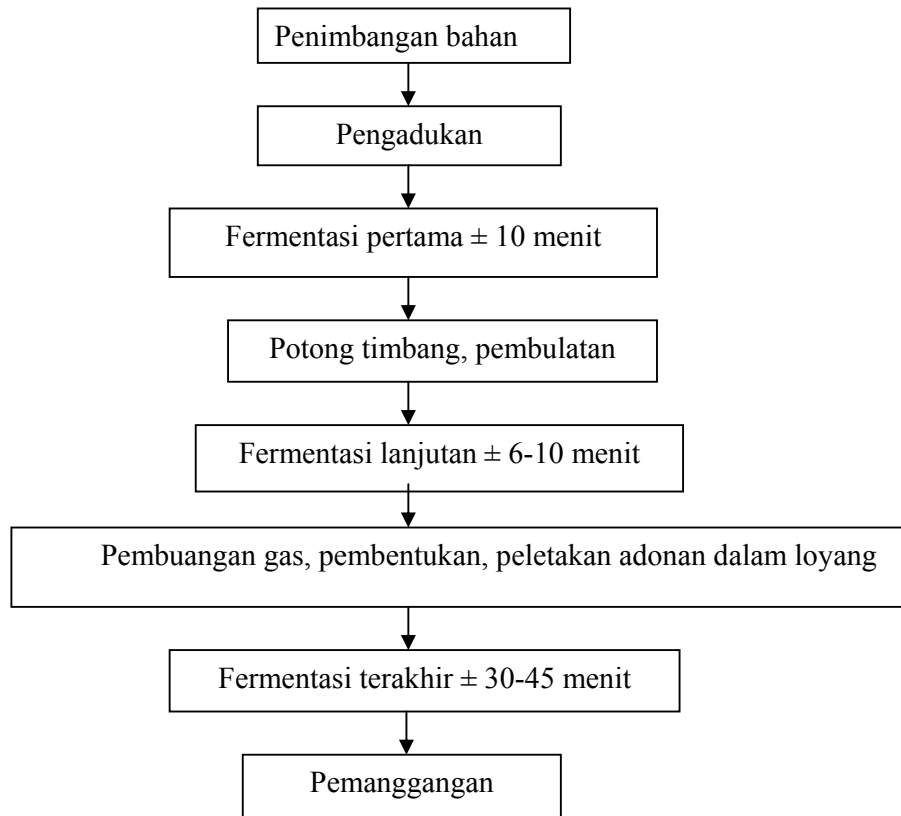 Penimbangan bahan
Pengadukan
Fermentasi pertama ± 10 menit
Potong timbang, pembulatan
Fermentasi lanjutan ± 6-10 menit
Pembuangan gas, pembentukan, peletakan adonan dalam loyang
Fermentasi terakhir ± 30-45 menit
Pemanggangan